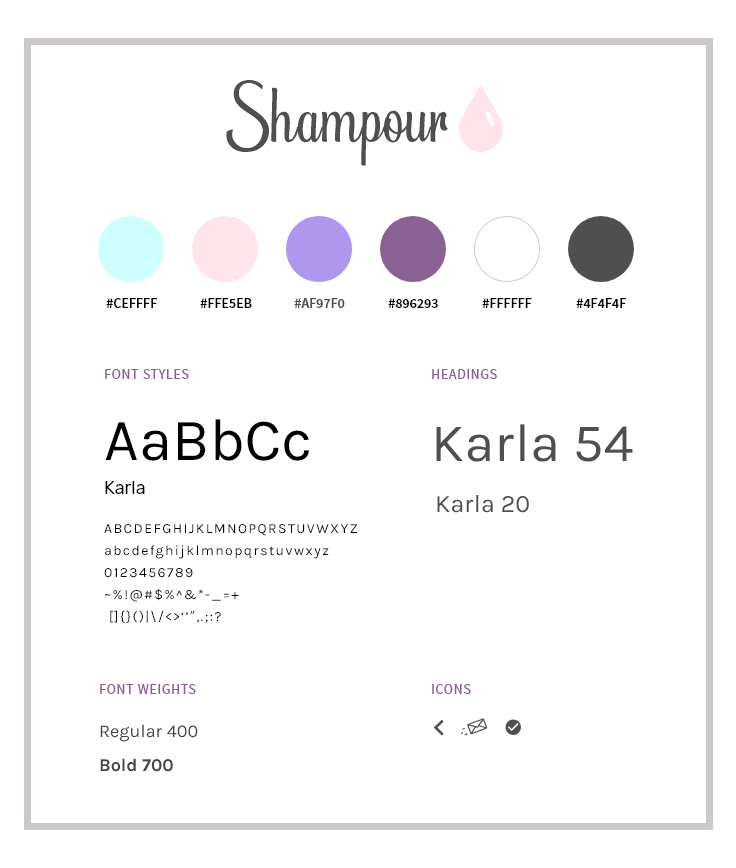 Shampour
#CEFFFF #FFE5EB #AF97F0 #896293 #FFFFFF #4F4F4F
FONT STYLES
AaBbCc
Karla
ABCDEFGHIJKLMNOPQRSTUVWXYZ
abcdefghijklmnopqrstuvwxyz
0123456789
~%!@#$%^&*-_=+
[]{}()|\/<>‘’”,.;:?
HEADINGS
Karla 54
Karla 20
FONT WEIGHTS
Regular 400
Bold 700
ICONS